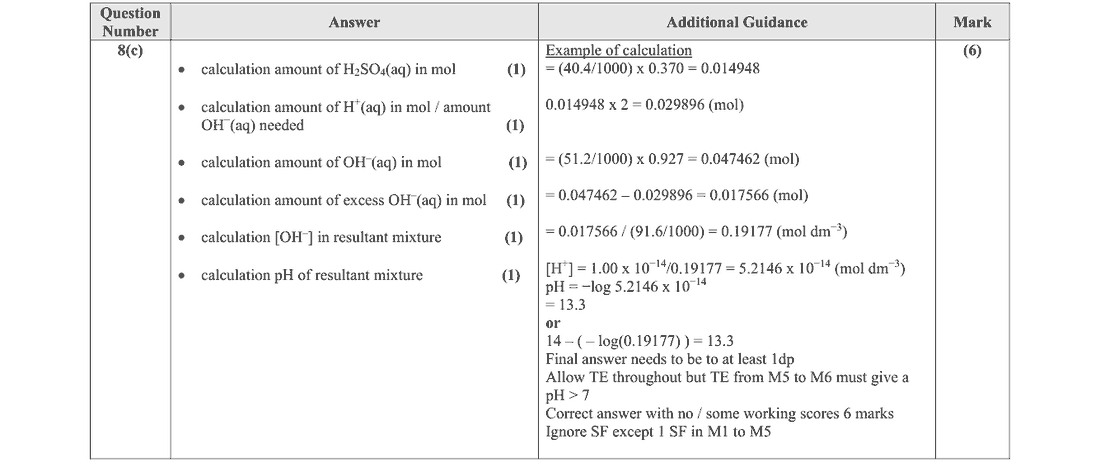 Question Number
Answer
Additional Guidance
Mark
8(c)
Example of calculation
(6)
• calculation amount of H₂SO₄(aq) in mol (1)
= (40.4/1000) x 0.370 = 0.014948
• calculation amount of H⁺(aq) in mol / amount
OH⁻(aq) needed (1)
0.014948 x 2 = 0.029896 (mol)
• calculation amount of OH⁻(aq) in mol (1)
= (51.2/1000) x 0.927 = 0.047462 (mol)
• calculation amount of excess OH⁻(aq) in mol (1)
= 0.047462 – 0.029896 = 0.017566 (mol)
• calculation [OH⁻] in resultant mixture (1)
= 0.017566 / (91.6/1000) = 0.19177 (mol dm⁻³)
• calculation pH of resultant mixture (1)
[H⁺] = 1.00 x 10⁻¹⁴/0.19177 = 5.2146 x 10⁻¹⁴ (mol dm⁻³)
pH = −log 5.2146 x 10⁻¹⁴
= 13.3
or
14 – ( – log(0.19177) ) = 13.3
Final answer needs to be to at least 1dp
Allow TE throughout but TE from M5 to M6 must give a
pH > 7
Correct answer with no / some working scores 6 marks
Ignore SF except 1 SF in M1 to M5